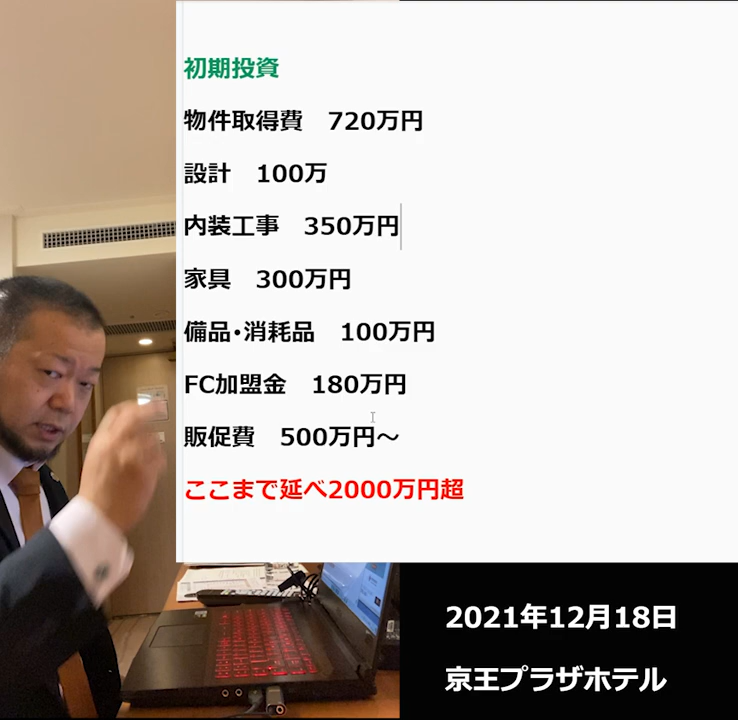 初期投資
物件取得費　720万円
設計　100万
内装工事　350万円
家具　300万円
備品・消耗品　100万円
FC加盟金　180万円
販促費　500万円～
ここまで延べ2000万円超
2021年12月18日
京王プラザホテル